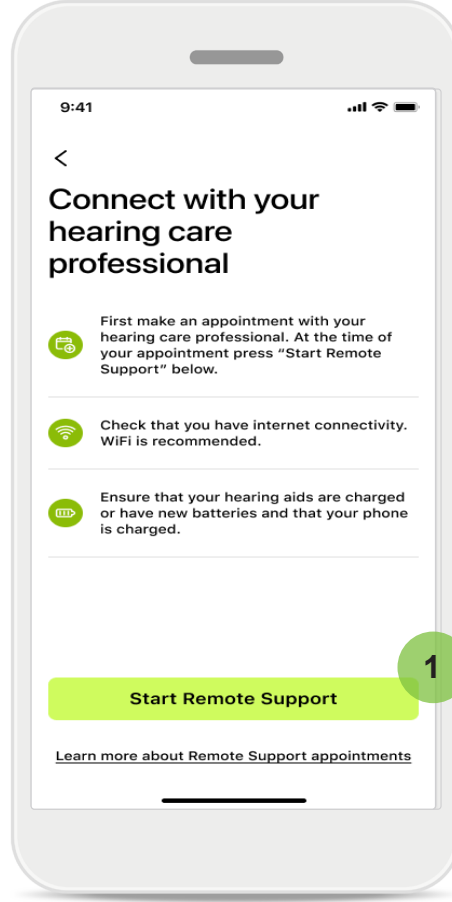 9:41
Connect with your
hearing care
professional
First make an appointment with your
hearing care professional. At the time of
your appointment press “Start Remote
Support” below.
Check that you have internet connectivity.
WiFi is recommended.
Ensure that your hearing aids are charged
or have new batteries and that your phone
is charged.
1
Start Remote Support
Learn more about Remote Support appointments